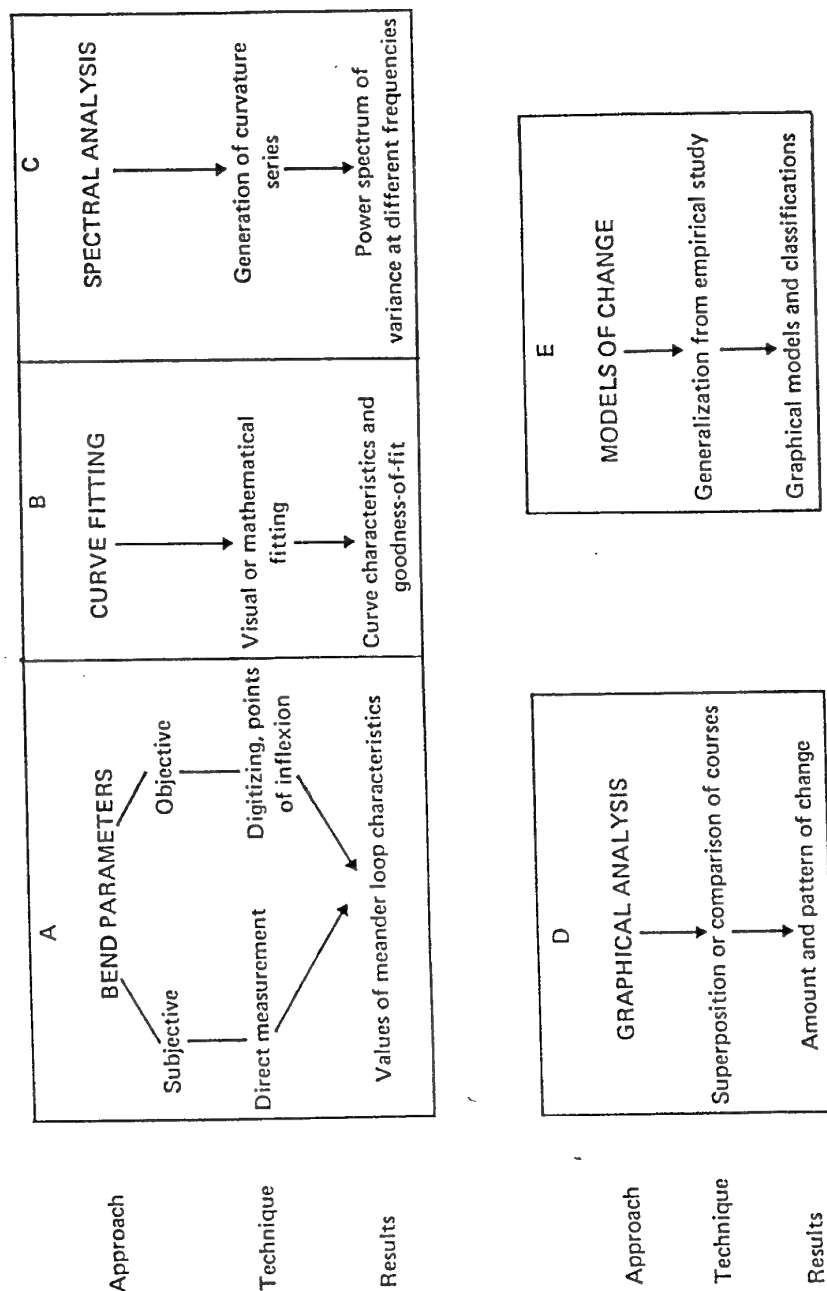 A
BEND PARAMETERS
Subjective
Objective
Direct measurement
Digitizing, points
of inflexion
Values of meander loop characteristics
B
CURVE FITTING
Visual or mathematical
fitting
Curve characteristics and
goodness-of-fit
C
SPECTRAL ANALYSIS
Generation of curvature
series
Power spectrum of
variance at different frequencies
Approach
Technique
Results
D
GRAPHICAL ANALYSIS
Superposition or comparison of courses
Amount and pattern of change
E
MODELS OF CHANGE
Generalization from empirical study
Graphical models and classifications
Approach
Technique
Results